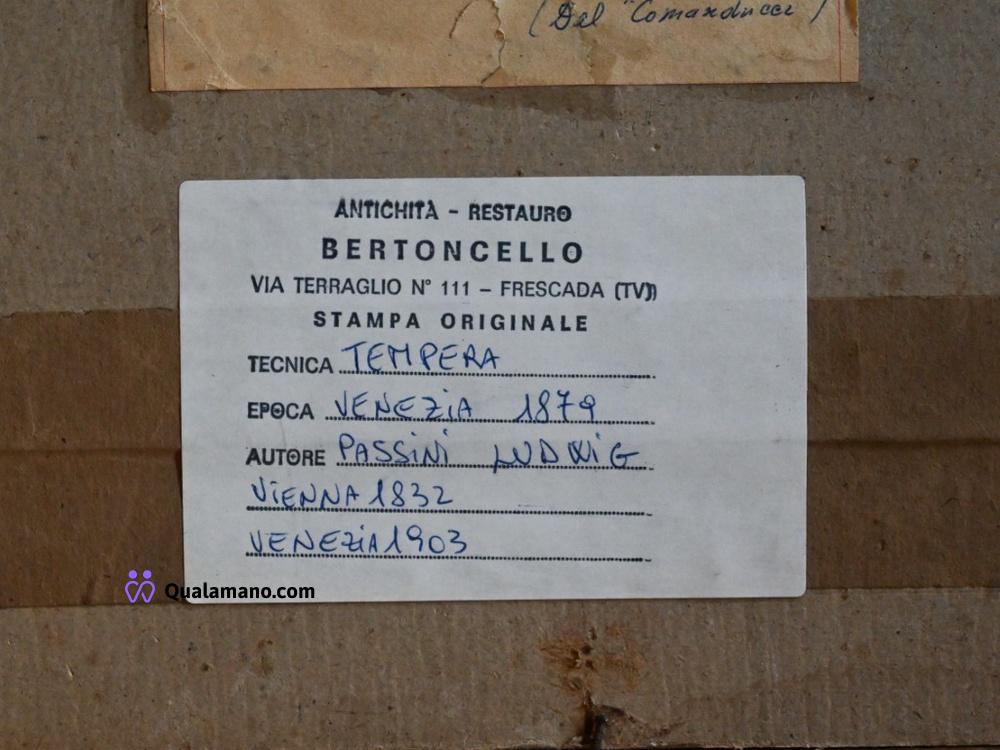 (Dal "Comanducci")
ANTICHITÀ - RESTAURO
BERTONCELLO
VIA TERRAGLIO N° 111 - FRESCADA (TV)
STAMPA ORIGINALE
TECNICA TEMPERA
EPOCA VENEZIA 1879
AUTORE PASSINI LUDWIG
VIENNA 1832
VENEZIA 1903
Qualamano.com